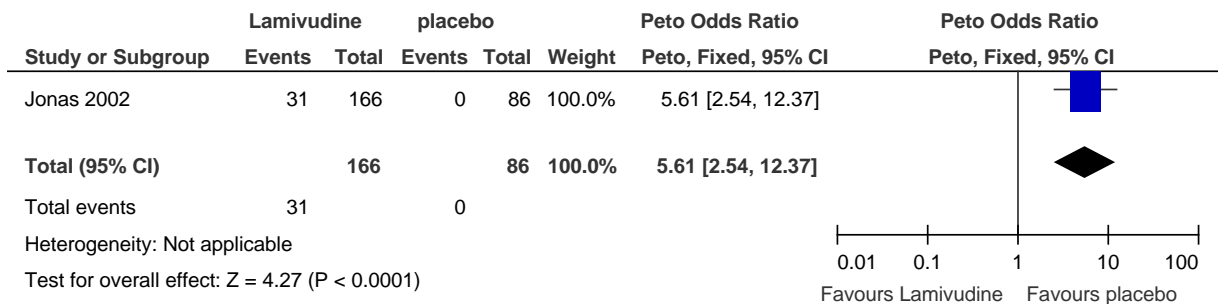 Lamivudine placebo Peto Odds Ratio Peto Odds Ratio
Study or Subgroup Events Total Events Total Weight Peto, Fixed, 95% CI Peto, Fixed, 95% CI
Jonas 2002 31 166 0 86 100.0% 5.61 [2.54, 12.37]
Total (95% CI) 166 86 100.0% 5.61 [2.54, 12.37]
Total events 31 0
Heterogeneity: Not applicable
Test for overall effect: Z = 4.27 (P < 0.0001)
0.01 0.1 1 10 100
Favours Lamivudine Favours placebo